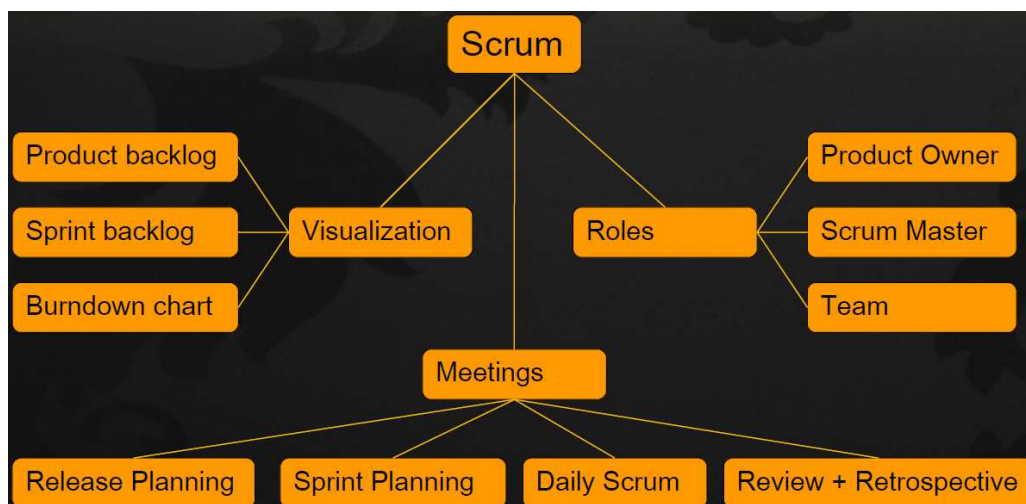 Scrum
Product backlog
Product Owner
Sprint backlog
Visualization
Roles
Scrum Master
Burndown chart
Team
Meetings
Release Planning
Sprint Planning
Daily Scrum
Review + Retrospective